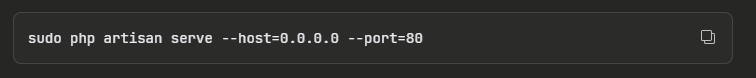 sudo php artisan serve --host=0.0.0.0 --port=80